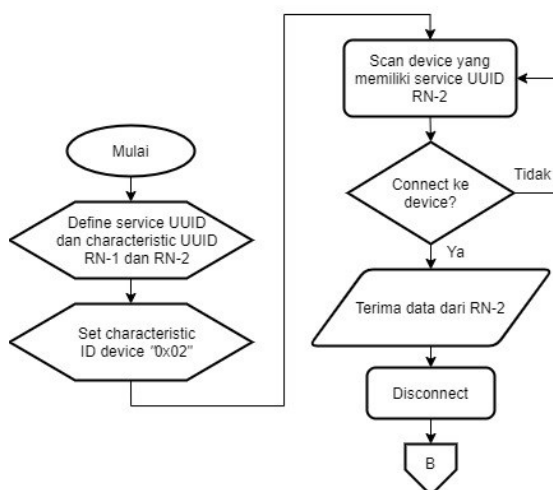 Mulai
Define service UUID
dan characteristic UUID
RN-1 dan RN-2
Set characteristic
ID device "0x02"
Scan device yang
memiliki service UUID
RN-2
Connect ke
device?
Tidak
Ya
Terima data dari RN-2
Disconnect
B